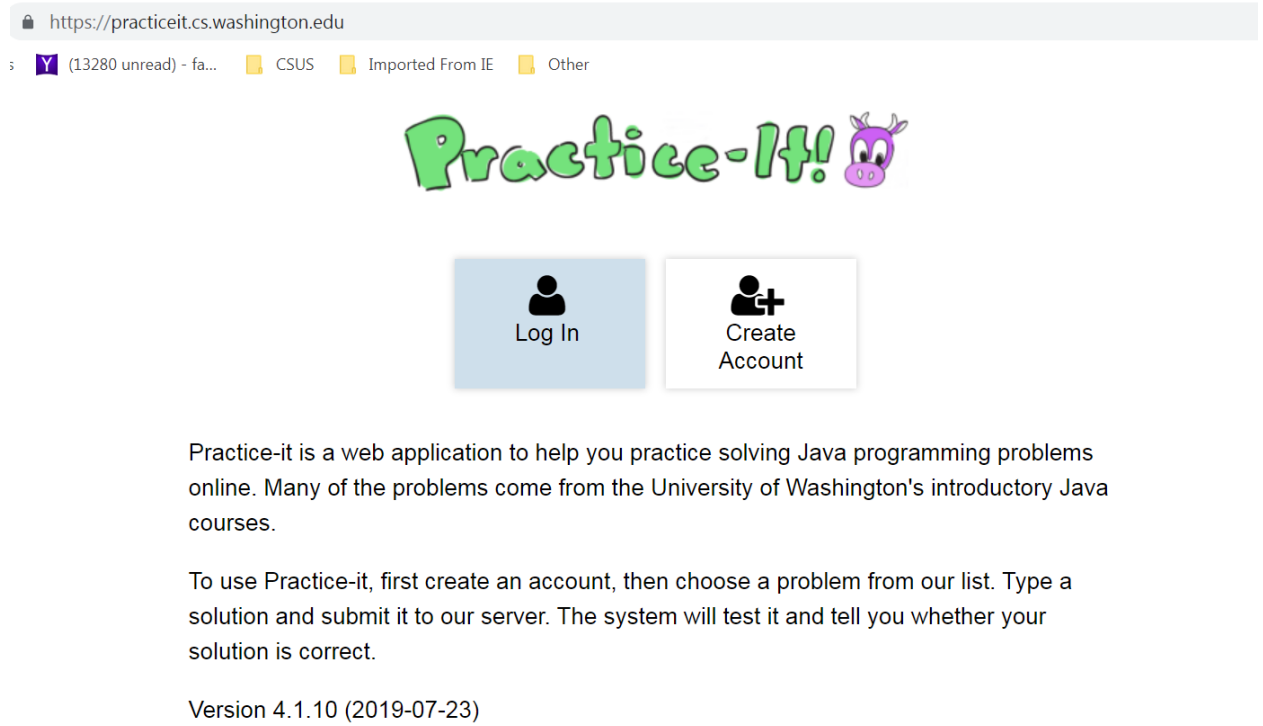 https://practiceit.cs.washington.edu
s Y (13280 unread) - fa... CSUS Imported From IE Other
Practice-It!
Log In
Create
Account
Practice-it is a web application to help you practice solving Java programming problems
online. Many of the problems come from the University of Washington's introductory Java
courses.
To use Practice-it, first create an account, then choose a problem from our list. Type a
solution and submit it to our server. The system will test it and tell you whether your
solution is correct.
Version 4.1.10 (2019-07-23)